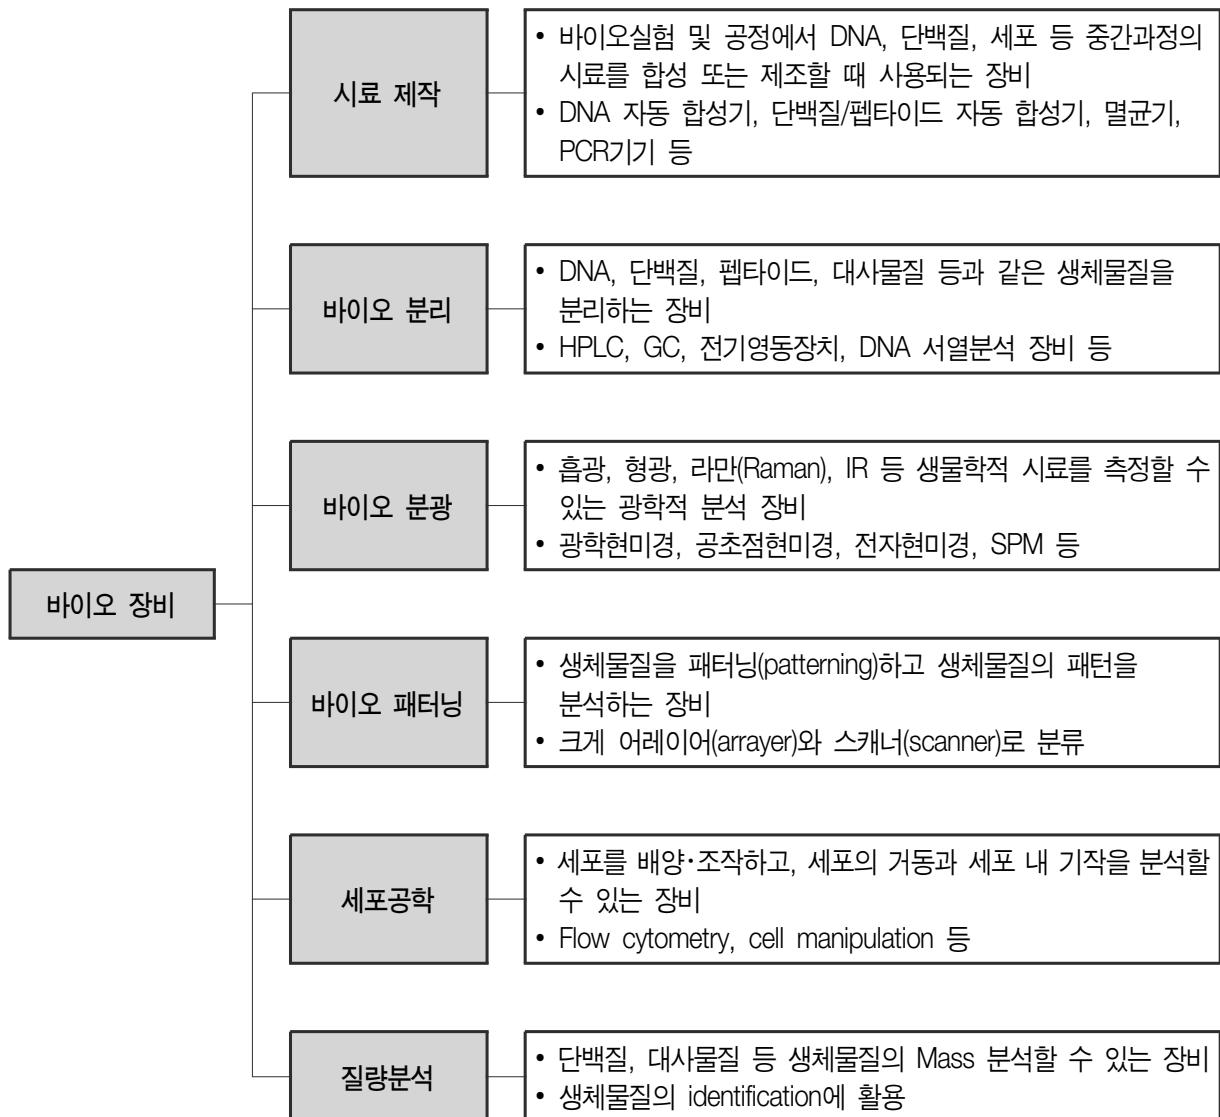 시료 제작
• 바이오실험 및 공정에서 DNA, 단백질, 세포 등 중간과정의
시료를 합성 또는 제조할 때 사용되는 장비
• DNA 자동 합성기, 단백질/펩타이드 자동 합성기, 멸균기,
PCR기기 등
바이오 분리
• DNA, 단백질, 펩타이드, 대사물질 등과 같은 생체물질을
분리하는 장비
• HPLC, GC, 전기영동장치, DNA 서열분석 장비 등
바이오 분광
• 흡광, 형광, 라만(Raman), IR 등 생물학적 시료를 측정할 수
있는 광학적 분석 장비
• 광학현미경, 공초점현미경, 전자현미경, SPM 등
바이오 장비
바이오 패터닝
• 생체물질을 패터닝(patterning)하고 생체물질의 패턴을
분석하는 장비
• 크게 어레이어(arrayer)와 스캐너(scanner)로 분류
세포공학
• 세포를 배양·조작하고, 세포의 거동과 세포 내 기작을 분석할
수 있는 장비
• Flow cytometry, cell manipulation 등
질량분석
• 단백질, 대사물질 등 생체물질의 Mass 분석할 수 있는 장비
• 생체물질의 identification에 활용